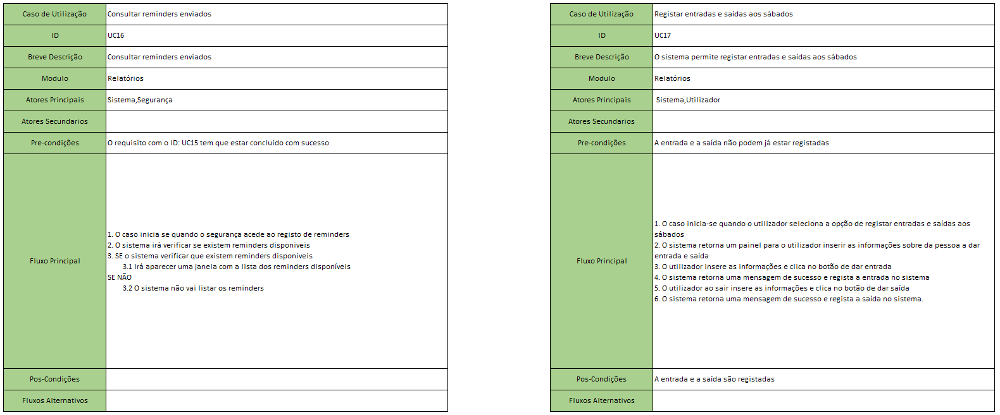 Caso de Utilização Consultar reminders enviados
ID UC16
Breve Descrição Consultar reminders enviados
Modulo Relatórios
Atores Principais Sistema,Segurança
Atores Secundarios
Pre-condições O requisito com o ID: UC15 tem que estar concluido com sucesso
Fluxo Principal
1. O caso inicia se quando o segurança acede ao registo de reminders
2. O sistema irá verificar se existem reminders disponiveis
3. SE o sistema verificar que existem reminders disponiveis
3.1 Irá aparecer uma janela com a lista dos reminders disponíveis
SE NÃO
3.2 O sistema não vai listar os reminders
Pos-Condições
Fluxos Alternativos
Caso de Utilização Registar entradas e saídas aos sábados
ID UC17
Breve Descrição O sistema permite registar entradas e saídas aos sábados
Modulo Relatórios
Atores Principais Sistema,Utilizador
Atores Secundarios
Pre-condições A entrada e a saída não podem já estar registadas
Fluxo Principal
1. O caso inicia-se quando o utilizador seleciona a opção de registar entradas e saídas aos
sábados
2. O sistema retorna um painel para o utilizador inserir as informações sobre da pessoa a dar
entrada e saída
3. O utilizador insere as informações e clica no botão de dar entrada
4. O sistema retorna uma mensagem de sucesso e regista a entrada no sistema
5. O utilizador ao sair insere as informações e clica no botão de dar saída
6. O sistema retorna uma mensagem de sucesso e regista a saída no sistema.
Pos-Condições A entrada e a saída são registadas
Fluxos Alternativos